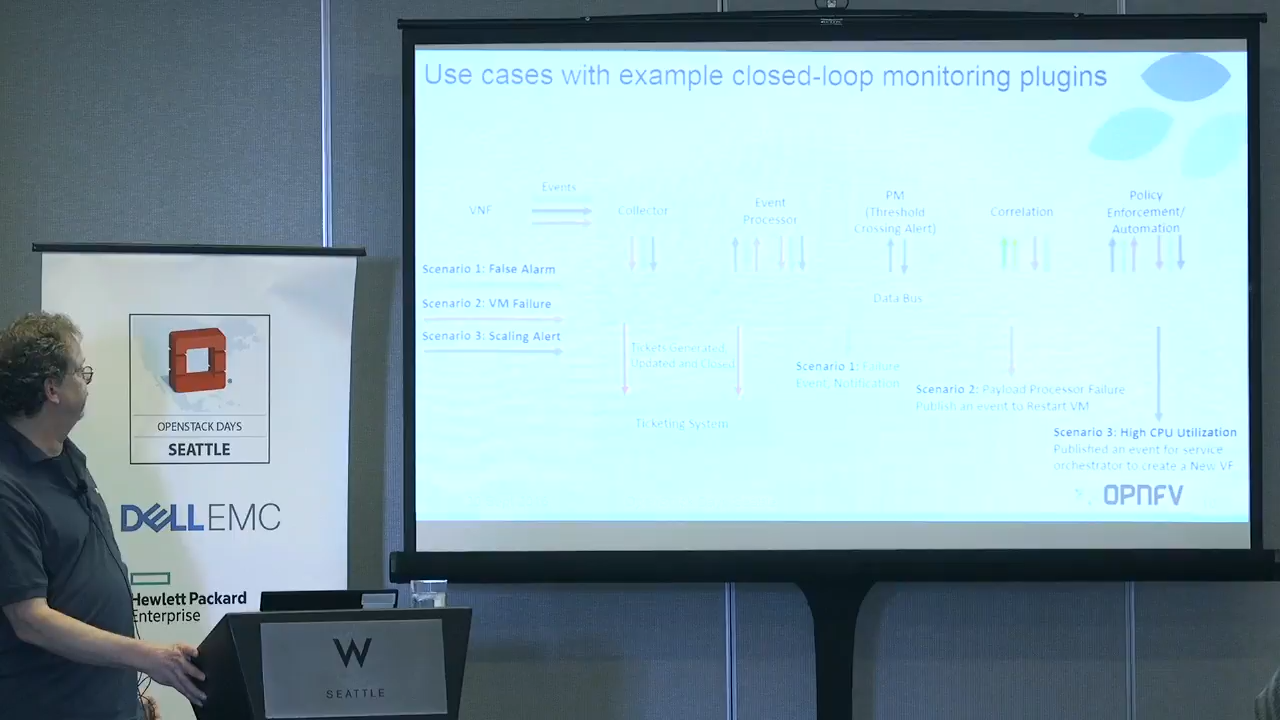 Use cases with example closed-loop monitoring plugins
Events
VNF
Collector
Event
Processor
PM
(Threshold
Crossing Alert)
Correlation
Policy
Enforcement/
Automation
Scenario 1: False Alarm
Scenario 2: VM Failure
Scenario 3: Scaling Alert
Data Bus
Tickets Generated
Updated and Closed
Ticketing System
Scenario 1: Failure
Event, Notification
Scenario 2: Payload Processor Failure
Publish an event to Restart VM
Scenario 3: High CPU Utilization
Published an event for service
orchestrator to create a New VF
OPNFV
OPENSTACK DAYS
SEATTLE
DELL EMC
Hewlett Packard
Enterprise
W
SEATTLE